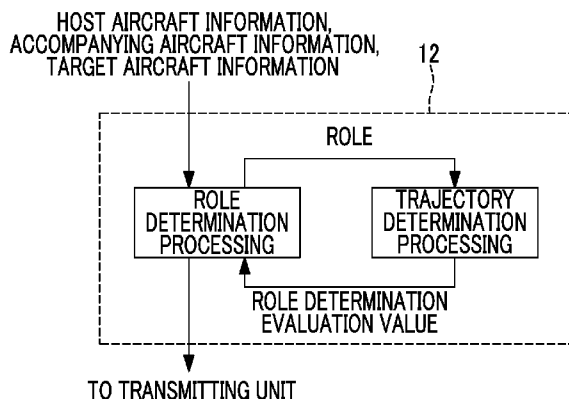 HOST AIRCRAFT INFORMATION,
ACCOMPANYING AIRCRAFT INFORMATION,
TARGET AIRCRAFT INFORMATION
12
ROLE
ROLE
DETERMINATION
PROCESSING
TRAJECTORY
DETERMINATION
PROCESSING
ROLE DETERMINATION
EVALUATION VALUE
TO TRANSMITTING UNIT